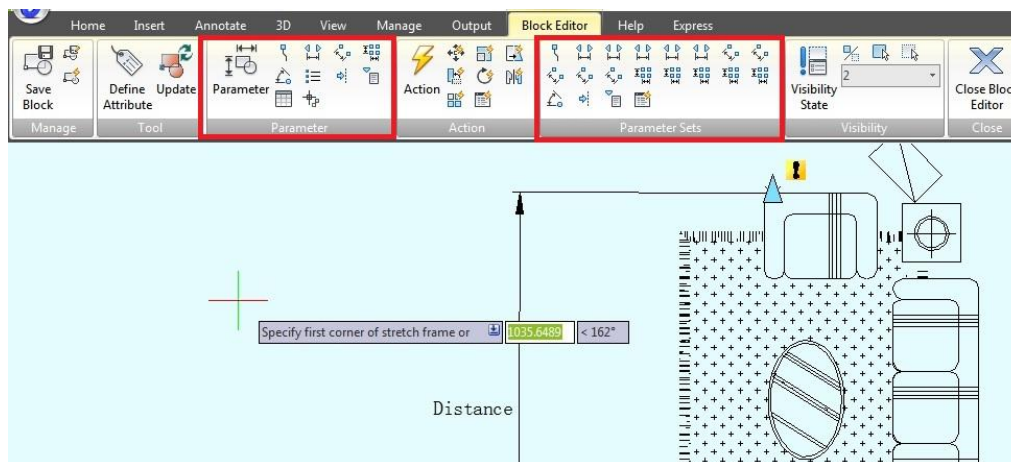 Home Insert Annotate 3D View Manage Output Block Editor Help Express
Save Block
Define Attribute
Update
Parameter
Action
2
Visibility State
Close Bloc
Editor
Manage
Tool
Parameter
Action
Parameter Sets
Visibility
Close
Specify first corner of stretch frame or 1035.6489 < 162°
Distance